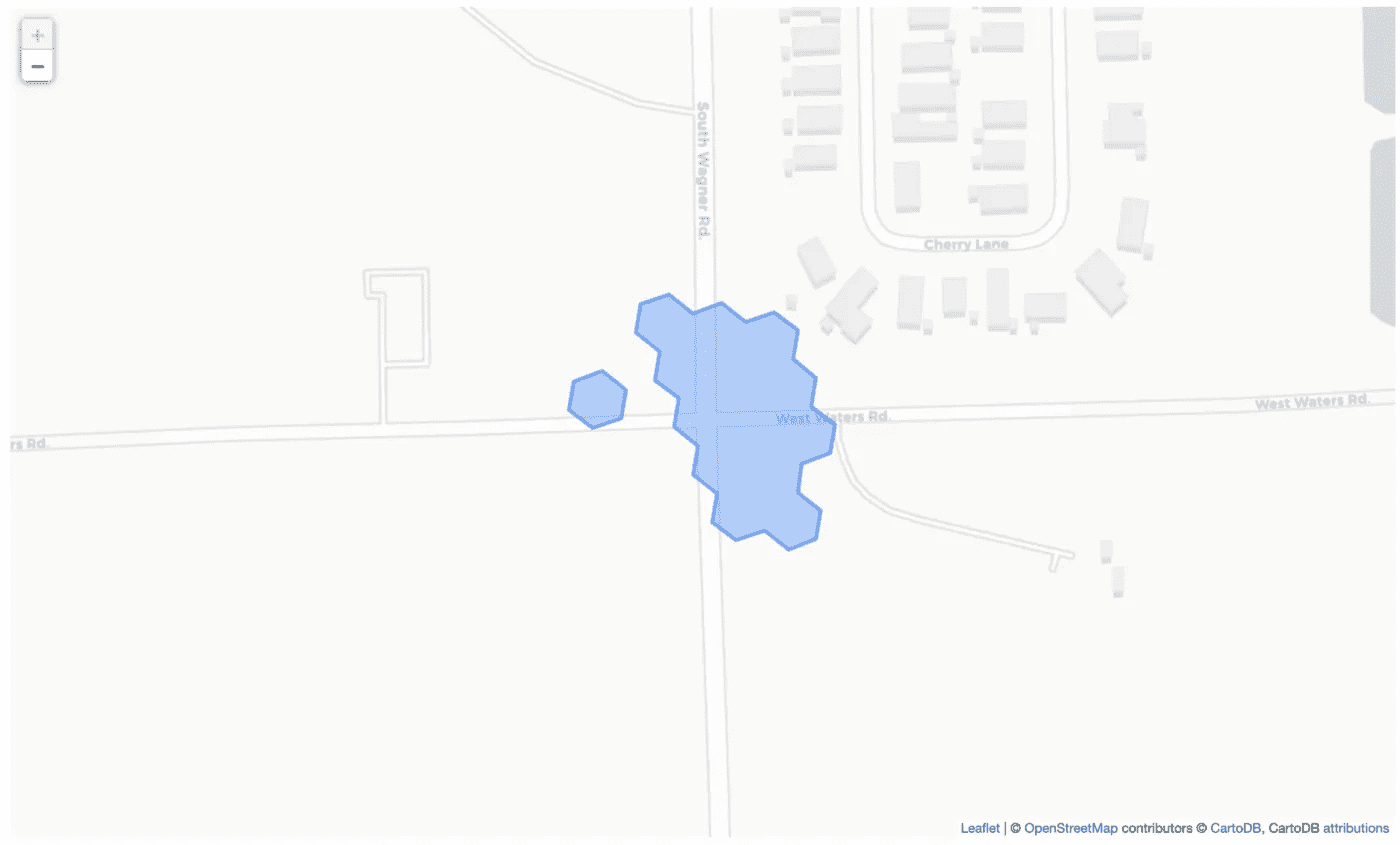 +
−
South Wagner Rd.
Cherry Lane
West Waters Rd.
West Waters Rd.
rs Rd.
Leaflet | © OpenStreetMap contributors © CartoDB, CartoDB attributions